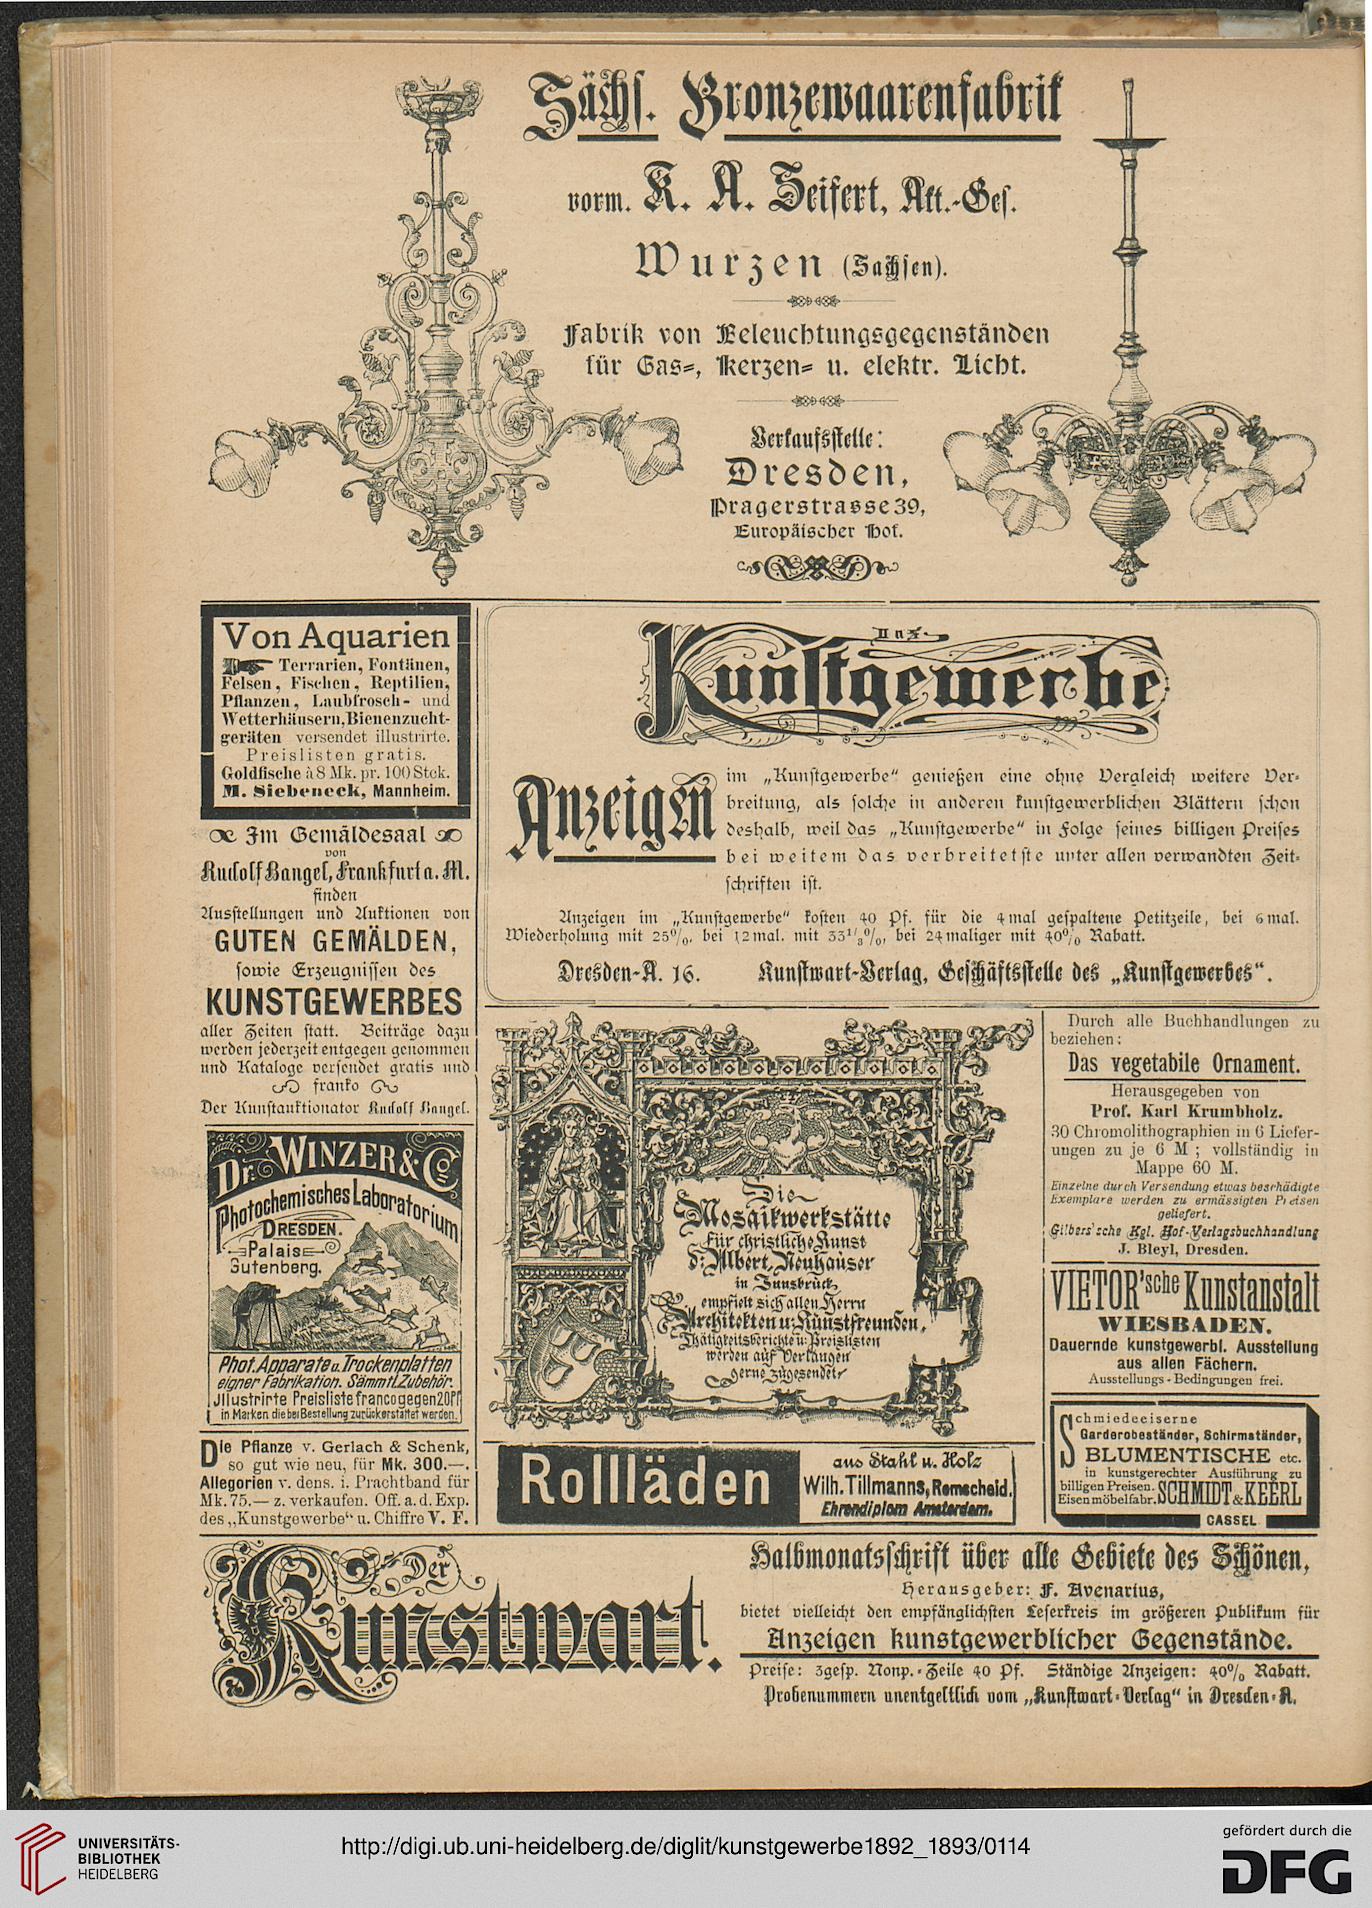 Sächs. Bronzewaarenfabrik
vorm. K. A. Seifert, Akt.-Ges.
Wurzen (Sachsen).
Fabrik von Beleuchtungsgegenständen
für Gas-, Kerzen- u. elektr. Licht.
Verkaufsstelle:
Dresden,
Pragerstrasse 39,
Europäischer Hof.
Von Aquarien
Terrarien, Fontänen,
Felsen, Fischen, Reptilien,
Pflanzen, Laubfrosch- und
Wetterhäusern, Bienenzucht-
geräten versendet illustrirte.
Preislisten gratis.
Goldfische à 8 Mk. pr. 100 Stck.
M. Siebeneck, Mannheim.
Im Gemäldesaal
von
Rudolf Bangel, Frankfurt a. M.
finden
Ausstellungen und Auktionen von
GUTEN GEMÄLDEN,
sowie Erzeugnissen des
KUNSTGEWERBES
aller Zeiten statt. Beiträge dazu
werden jederzeit entgegen genommen
und Kataloge versendet gratis und
franko
Der Kunstauktionator Rudolf Bangel.
Dr. WINZER & Co
Photochemisches Laboratorium
DRESDEN.
Palais
Gutenberg.
Phot. Apparate u. Trockenplatten
eigner Fabrikation. Sämmtl. Zubehör.
Jllustrirte Preisliste franco gegen 20 Pf
in Marken die bei Bestellung zurückerstattet werden.
Die Pflanze v. Gerlach & Schenk,
so gut wie neu, für Mk. 300.—.
Allegorien v. dens. i. Prachtband für
Mk. 75.— z. verkaufen. Off. a. d. Exp.
des „Kunstgewerbe“ u. Chiffre V. F.
Das
Kunstgewerbe
Anzeigen
im „Kunstgewerbe“ genießen eine ohne Vergleich weitere Ver-
breitung, als solche in anderen kunstgewerblichen Blättern schon
deshalb, weil das „Kunstgewerbe“ in Folge seines billigen Preises
bei weitem das verbreitetste unter allen verwandten Zeit-
schriften ist.
Anzeigen im „Kunstgewerbe“ kosten 40 Pf. für die 4 mal gespaltene Petitzeile, bei 6 mal.
Wiederholung mit 25%, bei 12 mal. mit 33 1/3 %, bei 24 maliger mit 40% Rabatt.
Dresden-A. 16. Kunstwart-Verlag, Geschäftsstelle des „Kunstgewerbes“.
Die
Mosaikwerkstätte
für christliche Kunst
d: Albert Neuhauser
in Innsbruck
empfielt sich allen Herrn
Architekten u: Kunstfreunden,
Thätigkeitsberichte u: Preislisten
werden auf Verlangen
gerne zugesendet
Rollläden
aus Stahl u. Holz
Wilh. Tillmanns, Remscheid.
Ehrendiplom Amsterdam.
Durch alle Buchhandlungen zu
beziehen:
Das vegetabile Ornament.
Herausgegeben von
Prof. Karl Krumbholz.
30 Chromolithographien in 6 Liefer-
ungen zu je 6 M; vollständig in
Mappe 60 M.
Einzelne durch Versendung etwas beschädigte
Exemplare werden zu ermässigten Preisen
geliefert.
Gilbers'sche Kgl. Hof-Verlagsbuchhandlung
J. Bleyl, Dresden.
VIETOR'sche Kunstanstalt
WIESBADEN.
Dauernde kunstgewerbl. Ausstellung
aus allen Fächern.
Ausstellungs-Bedingungen frei.
Schmiedeeiserne
Garderobeständer, Schirmständer,
BLUMENTISCHE etc.
in kunstgerechter Ausführung zu
billigen Preisen.
Eisenmöbelfabr. SCHMIDT & KEERL
CASSEL
Der
Kunstwart.
Halbmonatsschrift über alle Gebiete des Schönen,
Herausgeber: F. Avenarius,
bietet vielleicht den empfänglichsten Leserkreis im größeren Publikum für
Anzeigen kunstgewerblicher Gegenstände.
Preise: 3gesp. Nonp.-Zeile 40 Pf. Ständige Anzeigen: 40% Rabatt.
Probenummern unentgeltlich vom „Kunstwart-Verlag“ in Dresden-A.
UNIVERSITÄTS-
BIBLIOTHEK
HEIDELBERG
http://digi.ub.uni-heidelberg.de/diglit/kunstgewerbe1892_1893/0114
gefördert durch die
DFG